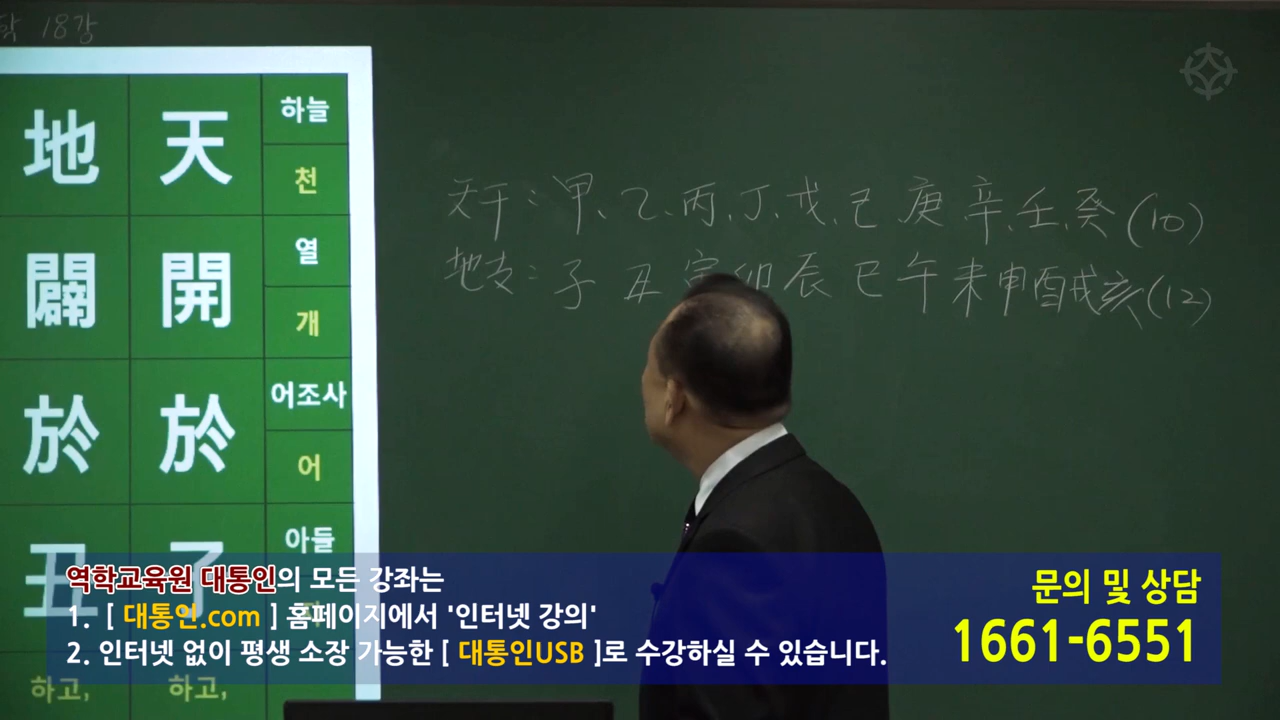 학 18강
天干: 甲、乙、丙、丁、戊、己 庚、辛、壬、癸 (10)
地支: 子 丑 寅 卯 辰 巳 午 未 申 酉 戌 亥 (12)
地 天 하늘 천
闢 開 열 개
於 於 어조사 어
丑 子 아들
하고, 하고,
역학교육원 대통인의 모든 강좌는
1. [ 대통인.com ] 홈페이지에서 '인터넷 강의'
2. 인터넷 없이 평생 소장 가능한 [ 대통인USB ]로 수강하실 수 있습니다.
문의 및 상담
1661-6551